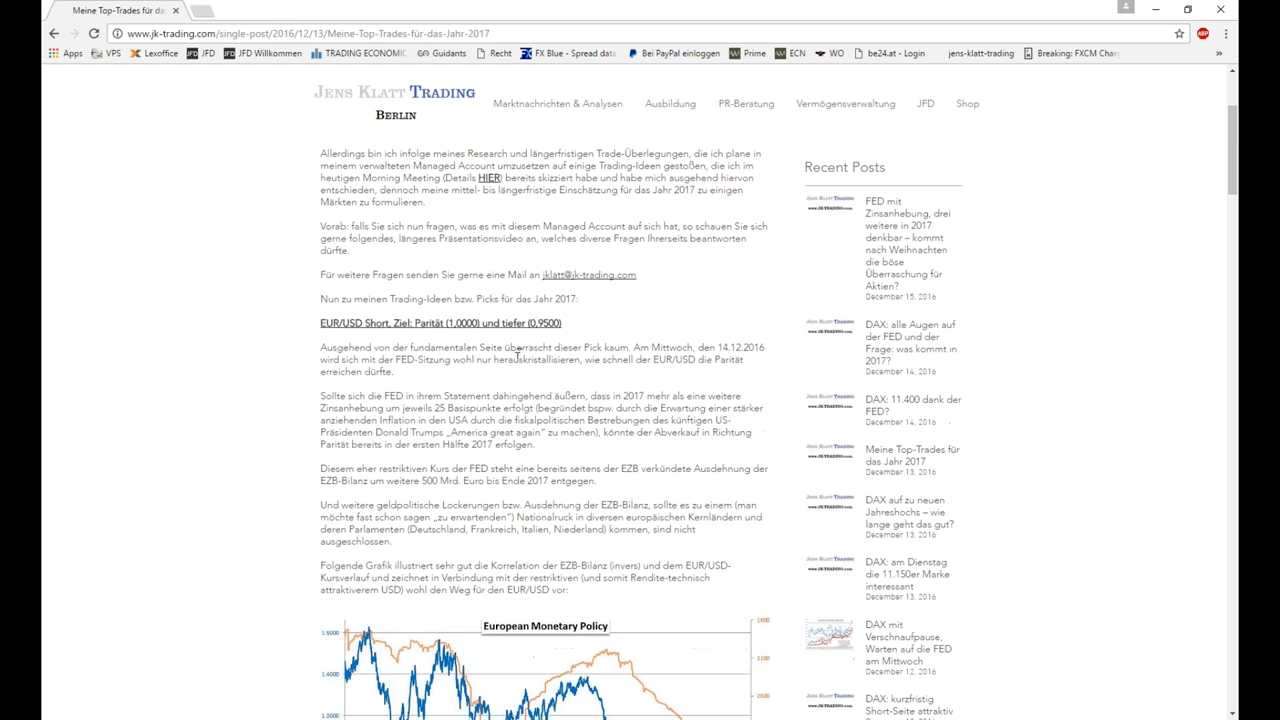 Meine Top-Trades für da
www.jk-trading.com/single-post/2016/12/13/Meine-Top-Trades-für-das-Jahr-2017
Apps VPS Lexoffice JFD JFD Willkommen TRADING ECONOMIC Guidants Recht FX Blue - Spread data Bei PayPal einloggen Prime ECN WO be24.at - Login jens-klatt-trading Breaking: FXCM Chan »
JENS KLATT TRADING
BERLIN
Marktnachrichten & Analysen Ausbildung PR-Beratung Vermögensverwaltung JFD Shop
Allerdings bin ich infolge meines Research und längerfristigen Trade-Überlegungen, die ich plane in
meinem verwalteten Managed Account umzusetzen auf einige Trading-Ideen gestoßen, die ich im
heutigen Morning Meeting (Details HIER) bereits skizziert habe und habe mich ausgehend hiervon
entschieden, dennoch meine mittel- bis längerfristige Einschätzung für das Jahr 2017 zu einigen
Märkten zu formulieren.
Vorab: falls Sie sich nun fragen, was es mit diesem Managed Account auf sich hat, so schauen Sie sich
gerne folgendes, längeres Präsentationsvideo an, welches diverse Fragen Ihrerseits beantworten
dürfte.
Für weitere Fragen senden Sie gerne eine Mail an jklatt@jk-trading.com
Nun zu meinen Trading-Ideen bzw. Picks für das Jahr 2017:
EUR/USD Short, Ziel: Parität (1,0000) und tiefer (0,9500)
Ausgehend von der fundamentalen Seite überrascht dieser Pick kaum. Am Mittwoch, den 14.12.2016
wird sich mit der FED-Sitzung wohl nur herauskristallisieren, wie schnell der EUR/USD die Parität
erreichen dürfte.
Sollte sich die FED in ihrem Statement dahingehend äußern, dass in 2017 mehr als eine weitere
Zinsanhebung um jeweils 25 Basispunkte erfolgt (begründet bspw. durch die Erwartung einer stärker
anziehenden Inflation in den USA durch die fiskalpolitischen Bestrebungen des künftigen US-
Präsidenten Donald Trumps „America great again“ zu machen), könnte der Abverkauf in Richtung
Parität bereits in der ersten Hälfte 2017 erfolgen.
Diesem eher restriktiven Kurs der FED steht eine bereits seitens der EZB verkündete Ausdehnung der
EZB-Bilanz um weitere 500 Mrd. Euro bis Ende 2017 entgegen.
Und weitere geldpolitische Lockerungen bzw. Ausdehnung der EZB-Bilanz, sollte es zu einem (man
möchte fast schon sagen „zu erwartenden“) Nationalruck in diversen europäischen Kernländern und
deren Parlamenten (Deutschland, Frankreich, Italien, Niederland) kommen, sind nicht
ausgeschlossen.
Folgende Grafik illustriert sehr gut die Korrelation der EZB-Bilanz (invers) und dem EUR/USD-
Kursverlauf und zeichnet in Verbindung mit der restriktiven (und somit Rendite-technisch
attraktiverem USD) wohl den Weg für den EUR/USD vor:
European Monetary Policy
1.5000
1.4000
1.3000
1600
2100
2600
Recent Posts
FED mit
Zinsanhebung, drei
weitere in 2017
denkbar – kommt
nach Weihnachten
die böse
Überraschung für
Aktien?
December 15, 2016
DAX: alle Augen auf
der FED und der
Frage: was kommt in
2017?
December 14, 2016
DAX: 11.400 dank der
FED?
December 14, 2016
Meine Top-Trades für
das Jahr 2017
December 13, 2016
DAX auf zu neuen
Jahreshochs – wie
lange geht das gut?
December 13, 2016
DAX: am Dienstag
die 11.150er Marke
interessant
December 13, 2016
DAX mit
Verschnaufpause,
Warten auf die FED
am Mittwoch
December 12, 2016
DAX: kurzfristig
Short-Seite attraktiv